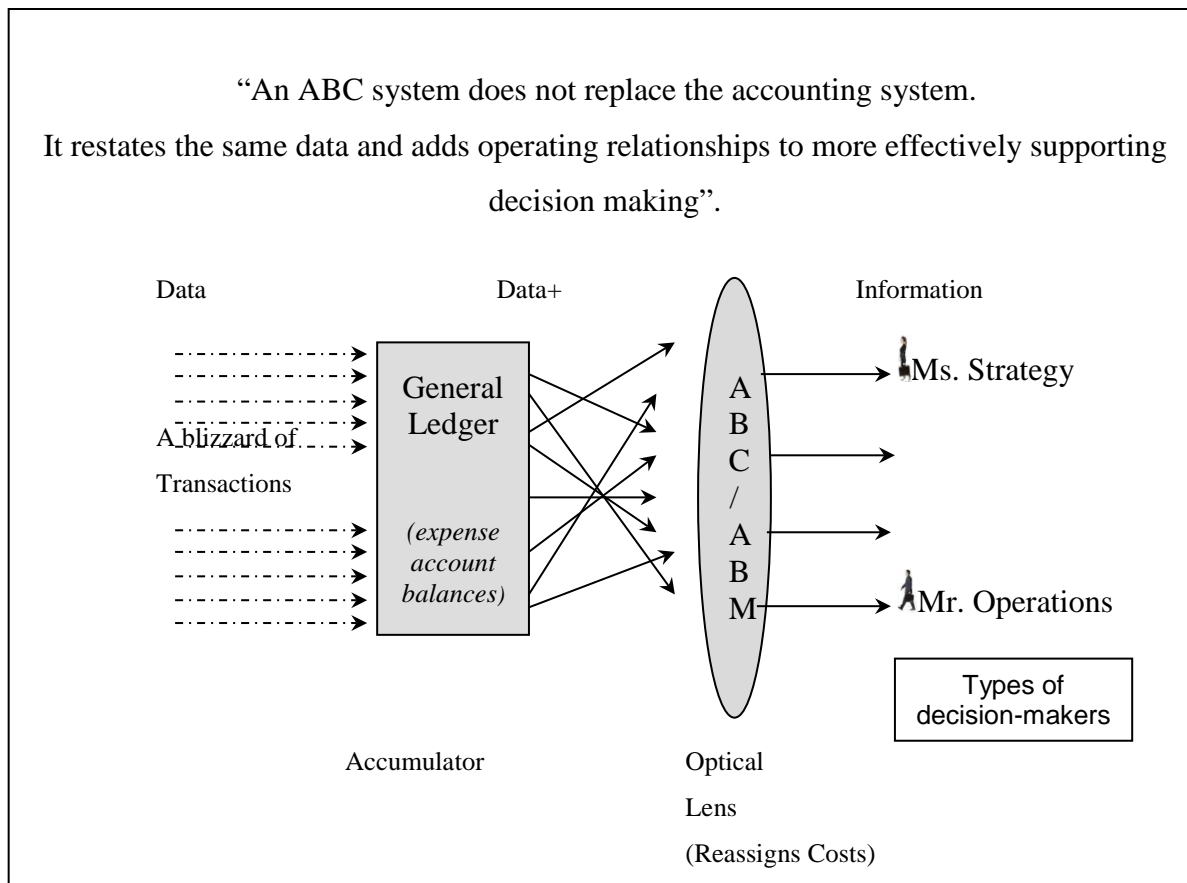 “An ABC system does not replace the accounting system.
It restates the same data and adds operating relationships to more effectively supporting
decision making”.
Data
Data+
Information
A blizzard of
Transactions
General
Ledger
(expense
account
balances)
A
B
C
/
A
B
M
Ms. Strategy
Mr. Operations
Types of
decision-makers
Accumulator
Optical
Lens
(Reassigns Costs)